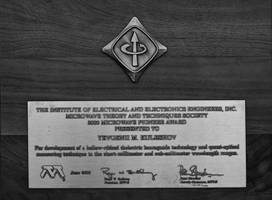 THE INSTITUTE OF ELECTRICAL AND ELECTRONICS ENGINEERS, INC.
MICROWAVE THEORY AND TECHNIQUES SOCIETY
2000 MICROWAVE PIONEER AWARD
PRESENTED TO
YEVGENIY M. KULESHOV
For development of a hollow-ribbed dielectric beamguide technology and quasi-optical
measuring technique in the short-millimeter and sub-millimeter wavelength ranges.
June 2000